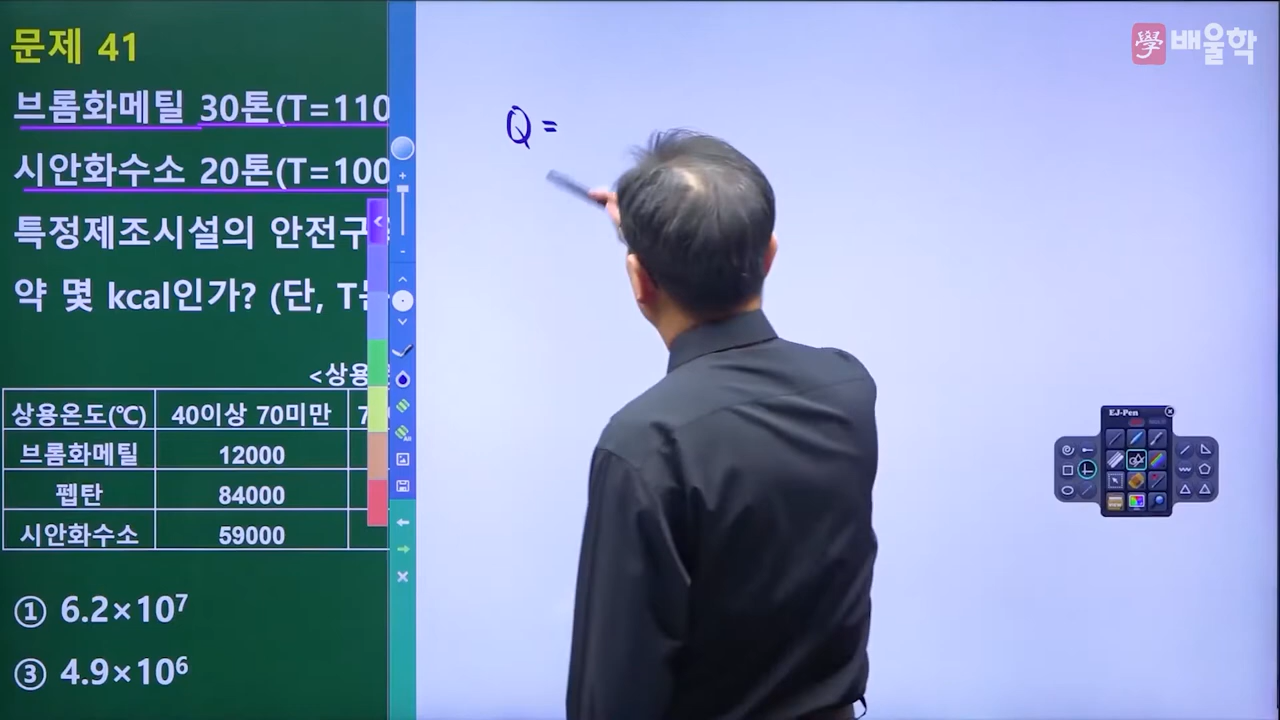 문제 41
브롬화메틸 30톤(T=110
시안화수소 20톤(T=100
특정제조시설의 안전구
약 몇 kcal인가? (단, T
<상용
상용온도(℃) 40이상 70미만 7
브롬화메틸 12000
펩탄 84000
시안화수소 59000
① 6.2×10⁷
③ 4.9×10⁶
Q =
學 배울학
EJ-Pen